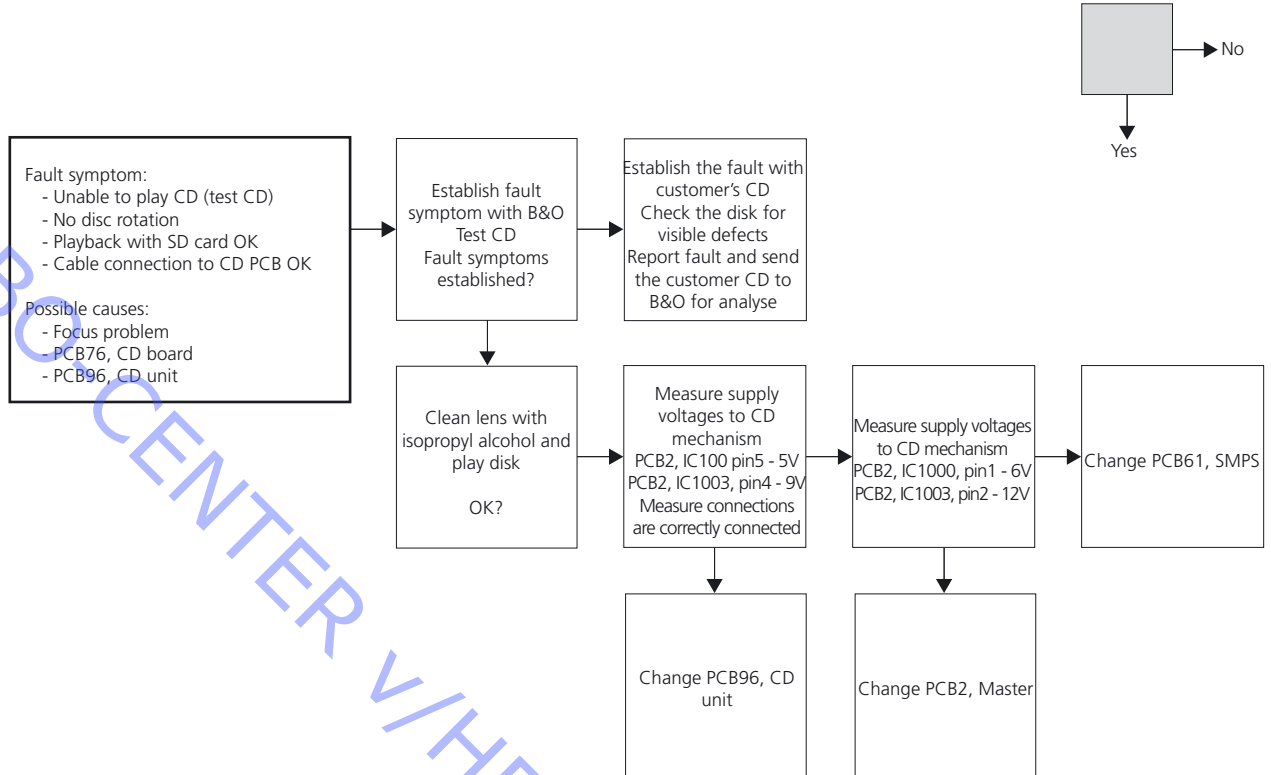 No
Yes
Fault symptom:
- Unable to play CD (test CD)
- No disc rotation
- Playback with SD card OK
- Cable connection to CD PCB OK
Possible causes:
- Focus problem
- PCB76, CD board
- PCB96, CD unit
Establish fault
symptom with B&O
Test CD
Fault symptoms
established?
Establish the fault with
customer's CD
Check the disk for
visible defects
Report fault and send
the customer CD to
B&O for analyse
Clean lens with
isopropyl alcohol and
play disk
OK?
Measure supply
voltages to CD
mechanism
PCB2, IC100 pin5 - 5V
PCB2, IC1003, pin4 - 9V
Measure connections
are correctly connected
Measure supply voltages
to CD mechanism
PCB2, IC1000, pin1 - 6V
PCB2, IC1003, pin2 - 12V
Change PCB61, SMPS
Change PCB96, CD
unit
Change PCB2, Master